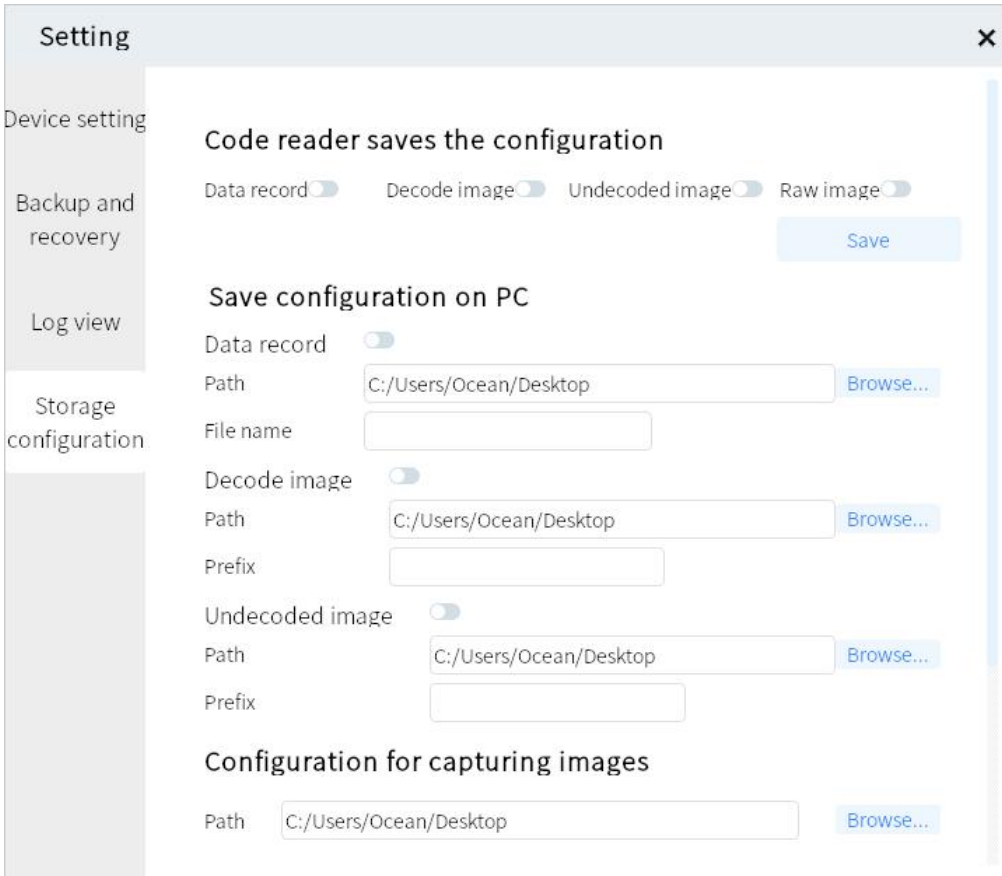 Setting
×
Device setting
Backup and
recovery
Log view
Storage
configuration
Code reader saves the configuration
Data record Decode image Undecoded image Raw image
Save
Save configuration on PC
Data record
Path C:/Users/Ocean/Desktop Browse...
File name
Decode image
Path C:/Users/Ocean/Desktop Browse...
Prefix
Undecoded image
Path C:/Users/Ocean/Desktop Browse...
Prefix
Configuration for capturing images
Path C:/Users/Ocean/Desktop Browse...